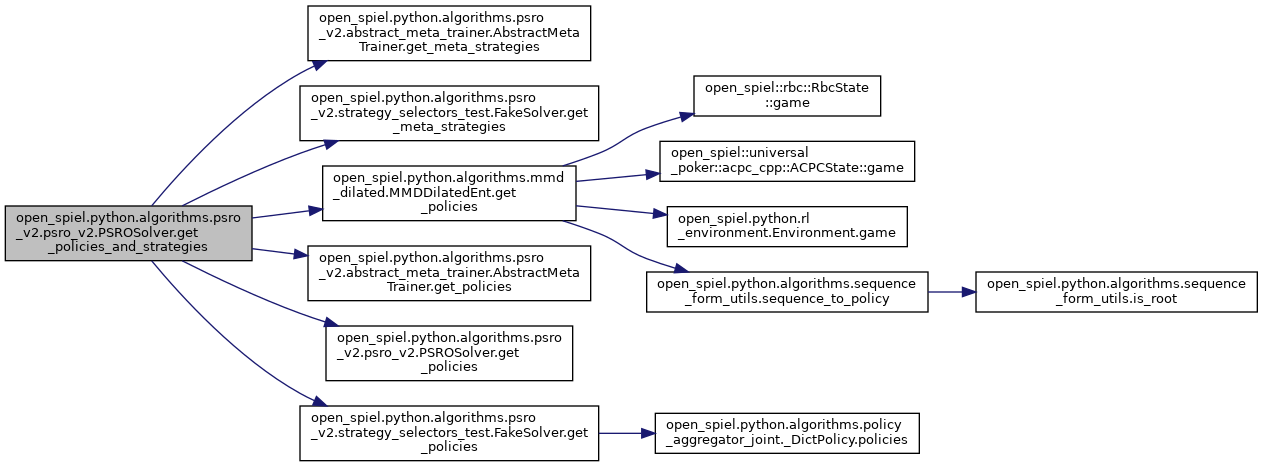 open_spiel.python.algorithms.psro
_v2.psro_v2.PSROSolver.get
_policies_and_strategies
open_spiel.python.algorithms.psro
_v2.abstract_meta_trainer.AbstractMeta
Trainer.get_meta_strategies
open_spiel.python.algorithms.psro
_v2.strategy_selectors_test.FakeSolver.get
_meta_strategies
open_spiel.python.algorithms.mmd
_dilated.MMDDilatedEnt.get
_policies
open_spiel::rbc::RbcState
::game
open_spiel::universal
_poker::acpc_cpp::ACPCState::game
open_spiel.python.rl
_environment.Environment.game
open_spiel.python.algorithms.sequence
_form_utils.sequence_to_policy
open_spiel.python.algorithms.sequence
_form_utils.is_root
open_spiel.python.algorithms.psro
_v2.abstract_meta_trainer.AbstractMeta
Trainer.get_policies
open_spiel.python.algorithms.psro
_v2.psro_v2.PSROSolver.get
_policies
open_spiel.python.algorithms.psro
_v2.strategy_selectors_test.FakeSolver.get
_policies
open_spiel.python.algorithms.policy
_aggregator_joint._DictPolicy.policies